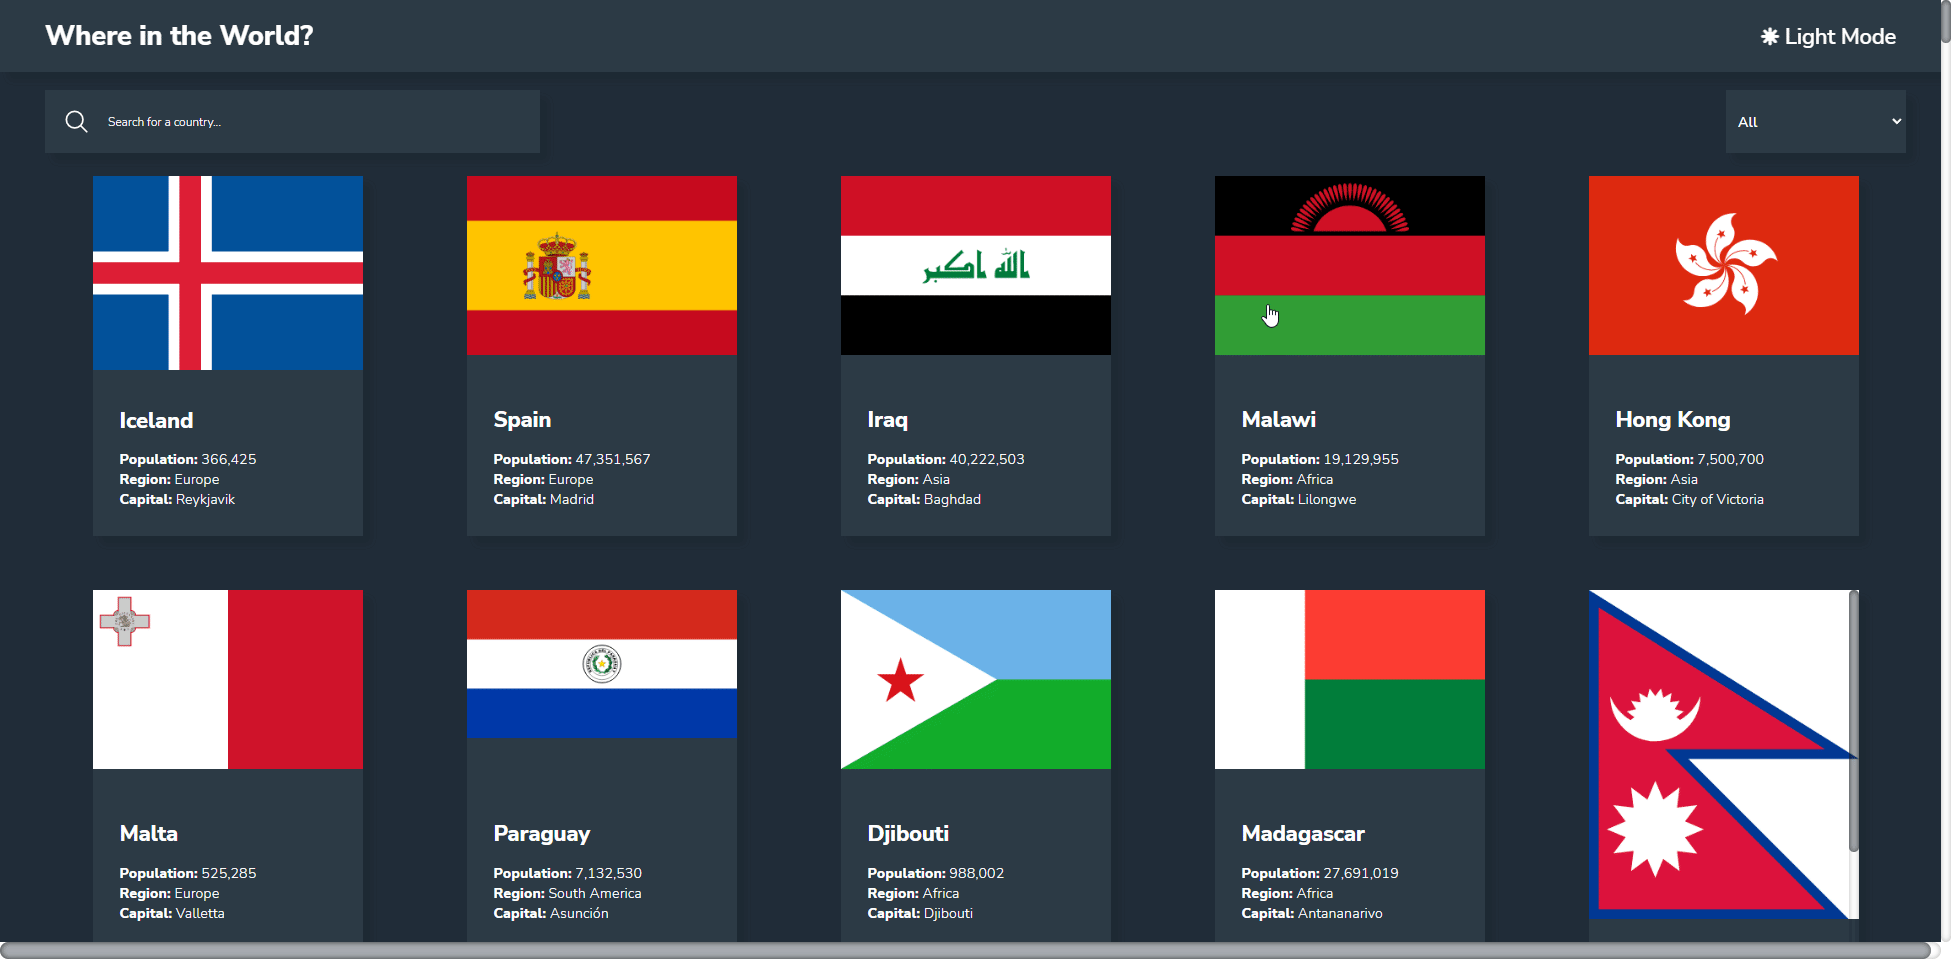 Where in the World?
Light Mode
Search for a country...
All
الله اكبر
Iceland
Population: 366,425
Region: Europe
Capital: Reykjavik
Spain
Population: 47,351,567
Region: Europe
Capital: Madrid
Iraq
Population: 40,222,503
Region: Asia
Capital: Baghdad
Malawi
Population: 19,129,955
Region: Africa
Capital: Lilongwe
Hong Kong
Population: 7,500,700
Region: Asia
Capital: City of Victoria
Malta
Population: 525,285
Region: Europe
Capital: Valletta
Paraguay
Population: 7,132,530
Region: South America
Capital: Asunción
Djibouti
Population: 988,002
Region: Africa
Capital: Djibouti
Madagascar
Population: 27,691,019
Region: Africa
Capital: Antananarivo